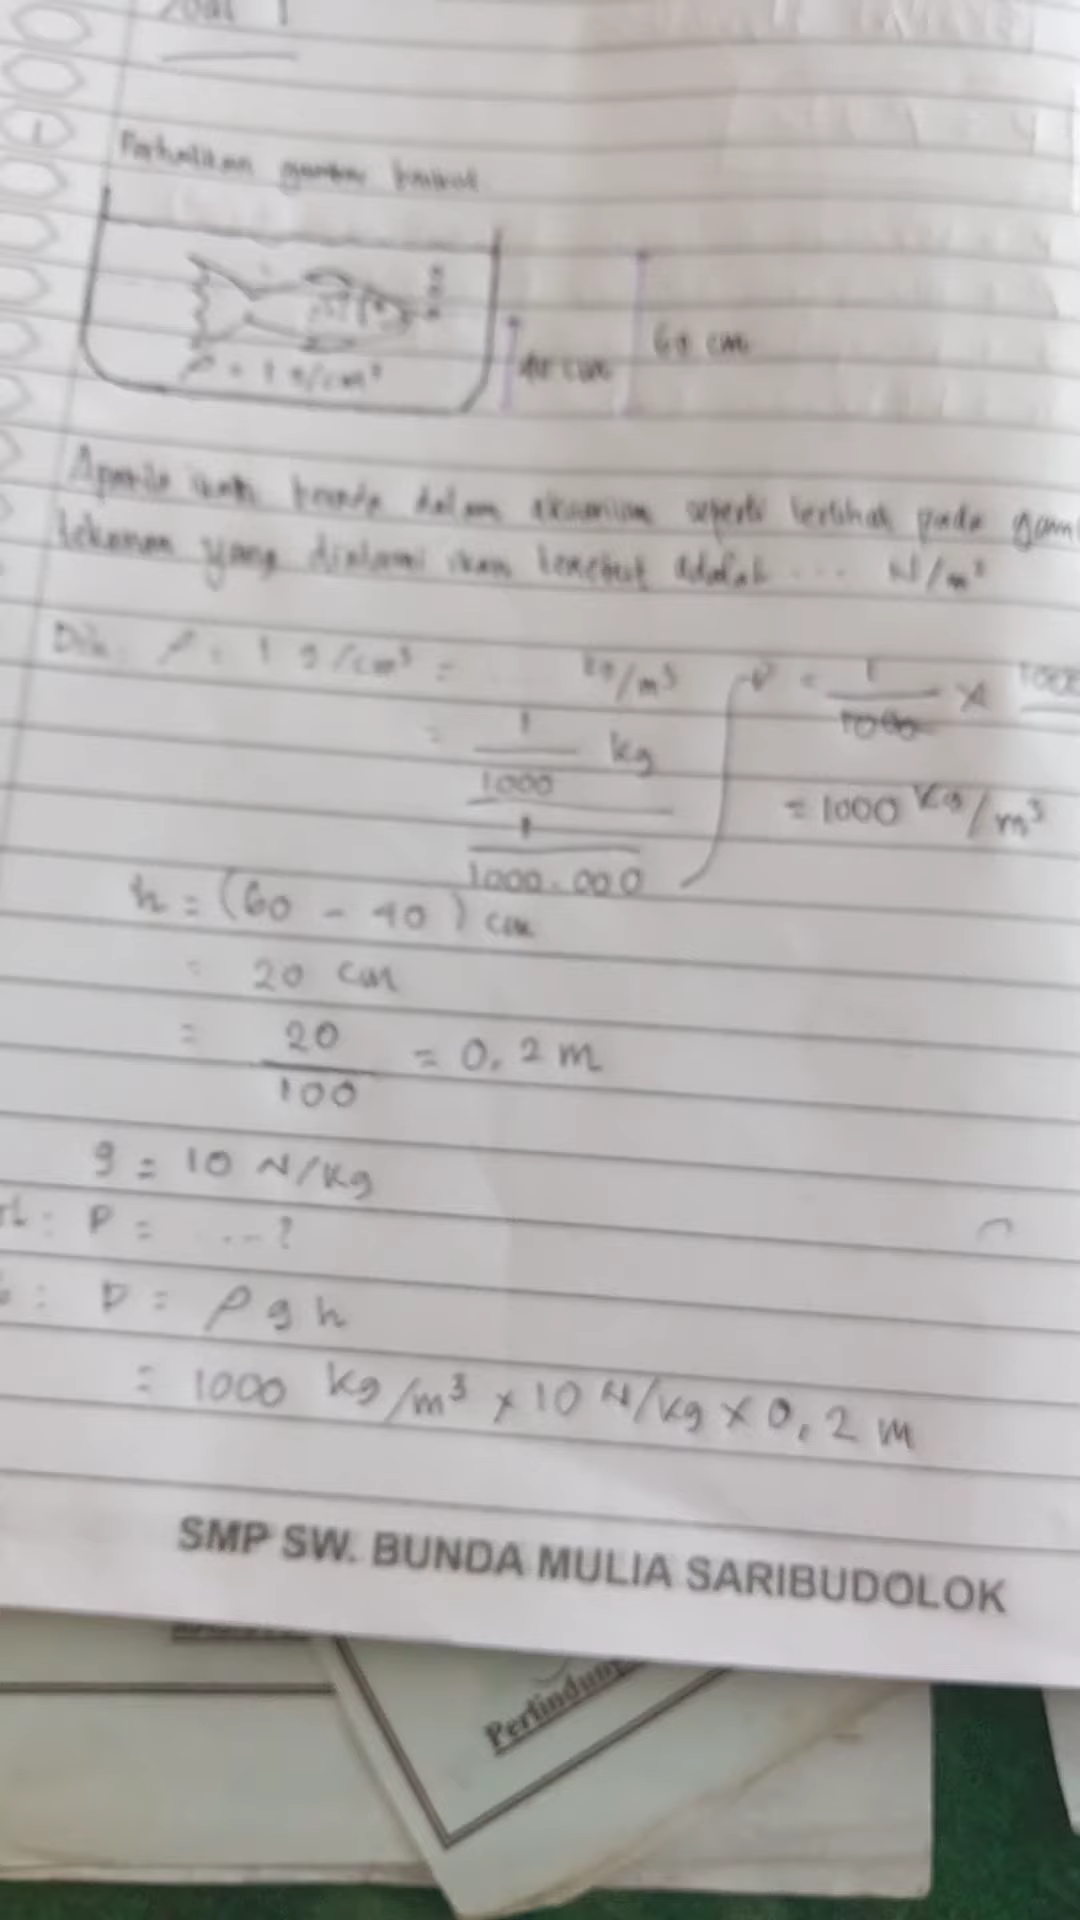 Soal 1
Perhatikan gambar berikut
60 cm
40 cm
ρ = 1 g/cm³
Apabila ikan berada dalam akuarium seperti terlihat pada
tekanan yang dialami ikan tersebut adalah ... N/m²
Dik: ρ = 1 g/cm³ = ... kg/m³
= 1/1000 kg / 1/1000.000
= 1/1000 x
= 1000 kg/m³
h = (60 - 40) cm
= 20 cm
= 20/100 = 0,2 m
g = 10 N/kg
P = ...?
P = ρ g h
= 1000 kg/m³ x 10 N/kg x 0,2 m
SMP SW. BUNDA MULIA SARIBUDOLOK